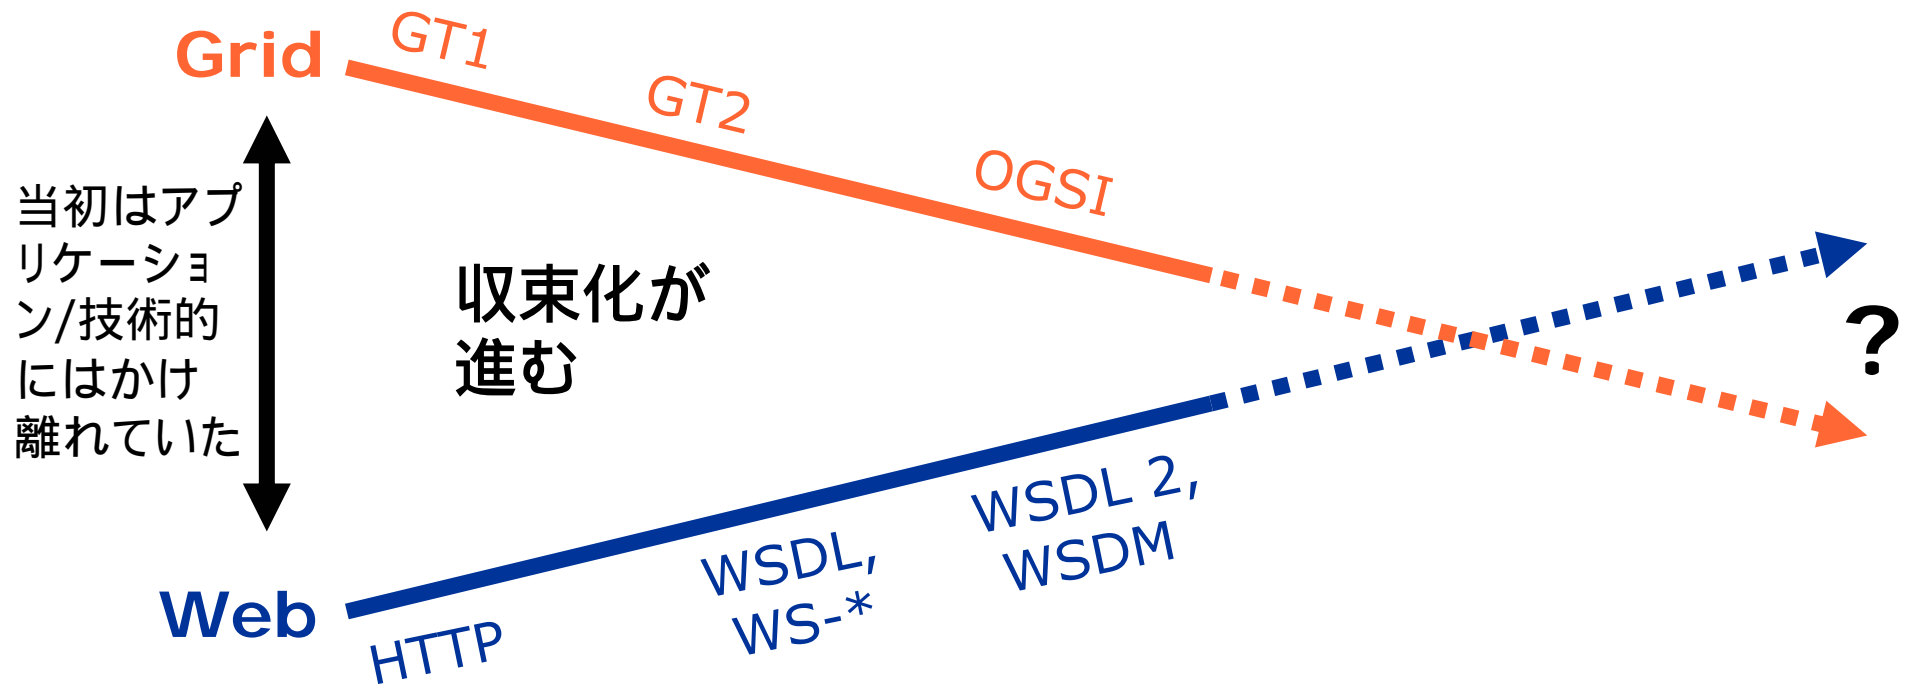 Grid
GT1
GT2
OGSI
当初はアプ
リケーショ
ン/技術的
にはかけ
離れていた
収束化が
進む
?
WSDL 2,
WSDM
WSDL,
WS-*
Web
HTTP